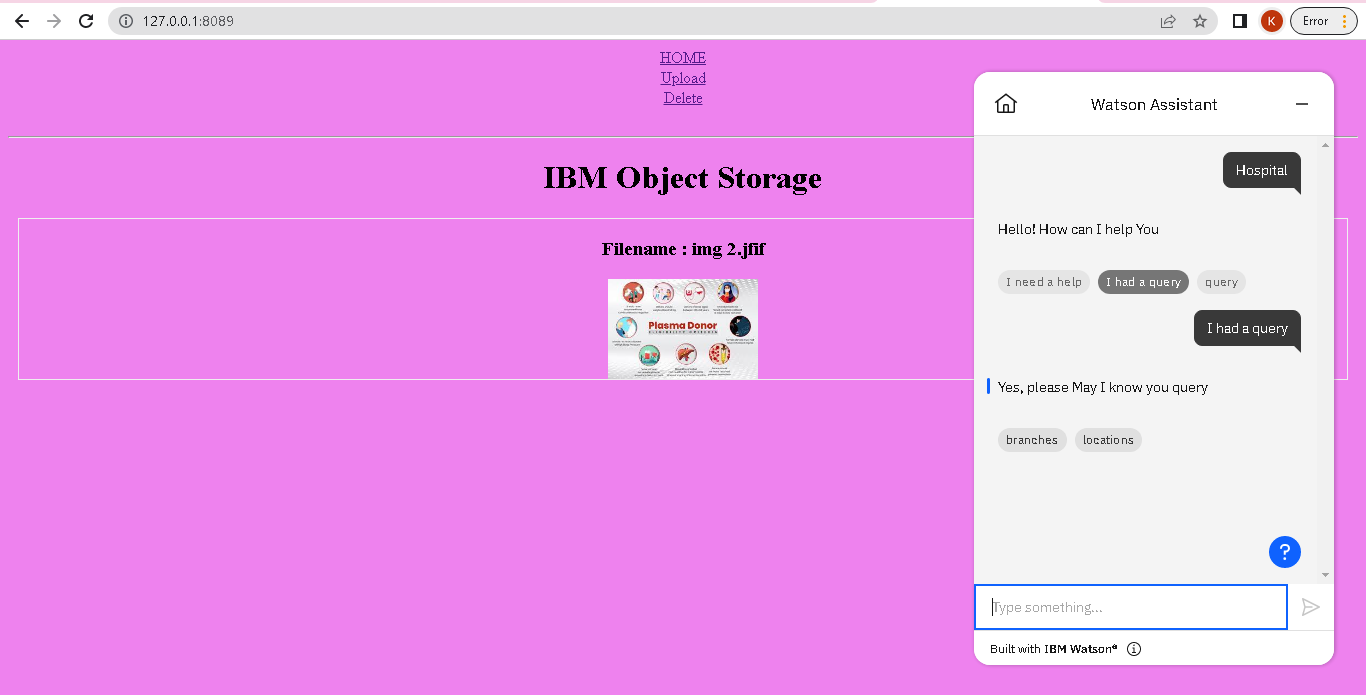 127.0.0.1:8089
K
Error
HOME
Upload
Delete
IBM Object Storage
Filename : img 2.jfif
Plasma Donor
Watson Assistant
Hospital
Hello! How can I help You
I need a help
I had a query
query
I had a query
Yes, please May I know you query
branches
locations
?
Type something...
Built with IBM Watson®